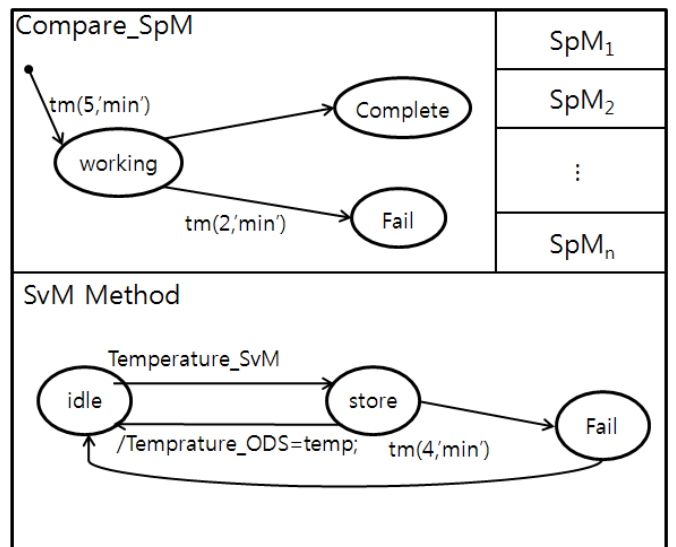 Compare_SpM
tm(5,’min’)
working
Complete
tm(2,’min’)
Fail
SpM₁
SpM₂
⋮
SpMₙ
SvM Method
Temperature_SvM
idle
store
/Temprature_ODS=temp;
tm(4,’min’)
Fail